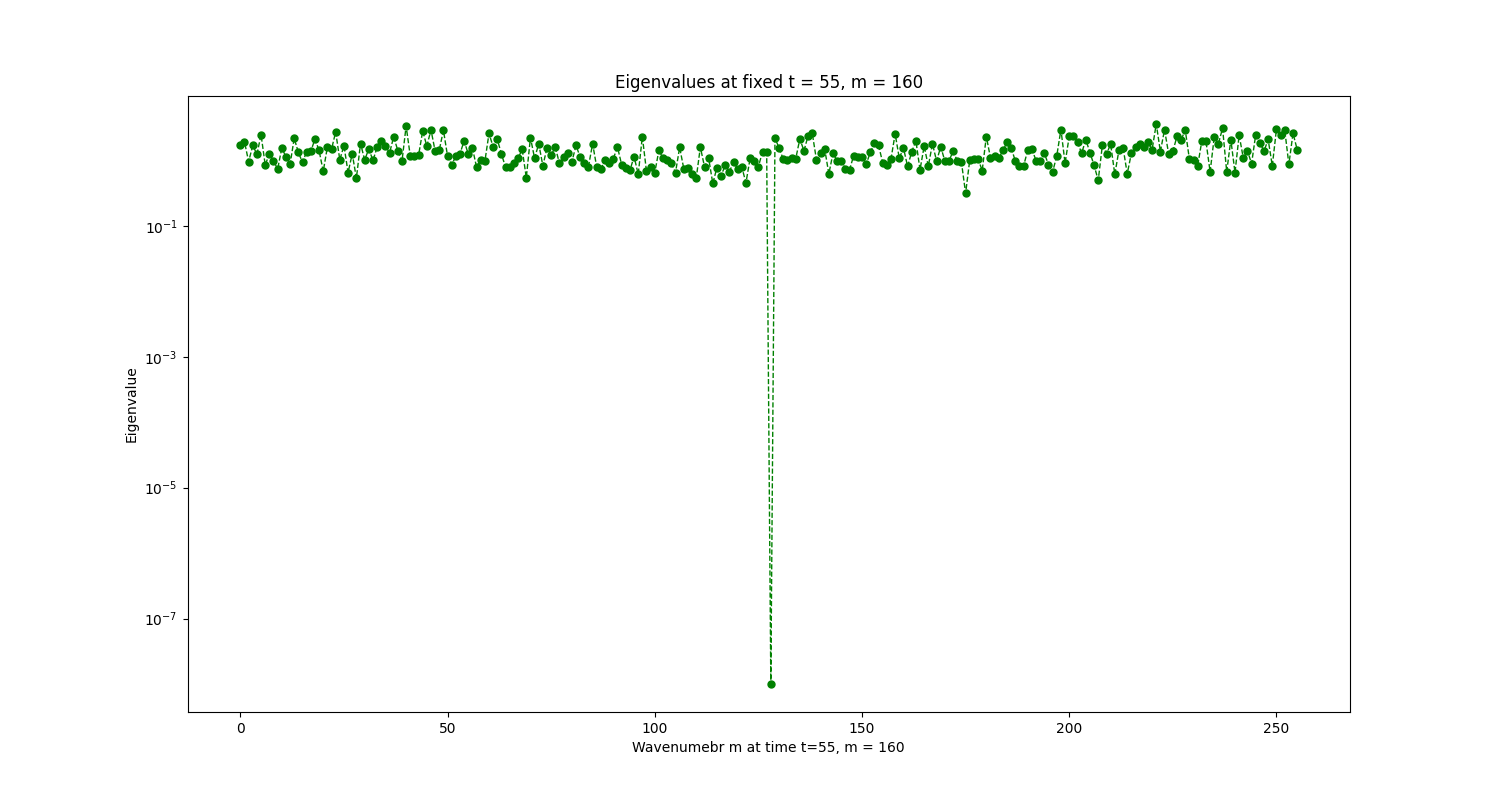 Eigenvalues at fixed t = 55, m = 160
Eigenvalue
10⁻¹
10⁻³
10⁻⁵
10⁻⁷
0 50 100 150 200 250
Wavenumebr m at time t=55, m = 160